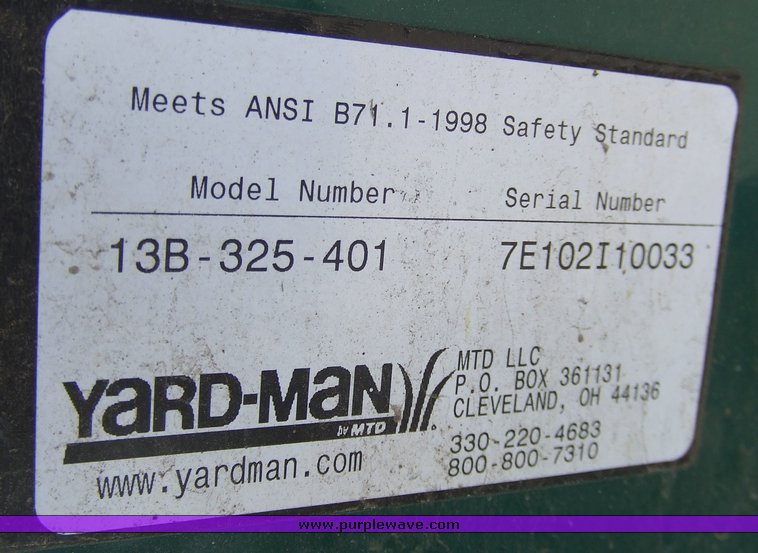 Meets ANSI B71.1-1998 Safety Standard
Model Number Serial Number
13B-325-401 7E102I10033
YARD-MAN
by MTD
www.yardman.com
MTD LLC
P.O. BOX 361131
CLEVELAND, OH 44136
330-220-4683
800-800-7310
www.purplewave.com